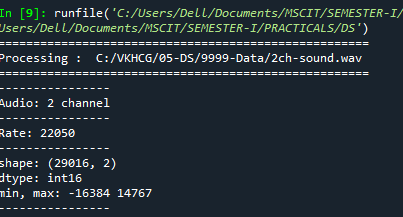 In [9]: runfile('C:/Users/Dell/Documents/MSCIT/SEMESTER-I/
Users/Dell/Documents/MSCIT/SEMESTER-I/PRACTICALS/DS')
===================================================
Processing :  C:/VKHCG/05-DS/9999-Data/2ch-sound.wav
===================================================
----------------
Audio: 2 channel
----------------
Rate: 22050
----------------
shape: (29016, 2)
dtype: int16
min, max: -16384 14767
----------------